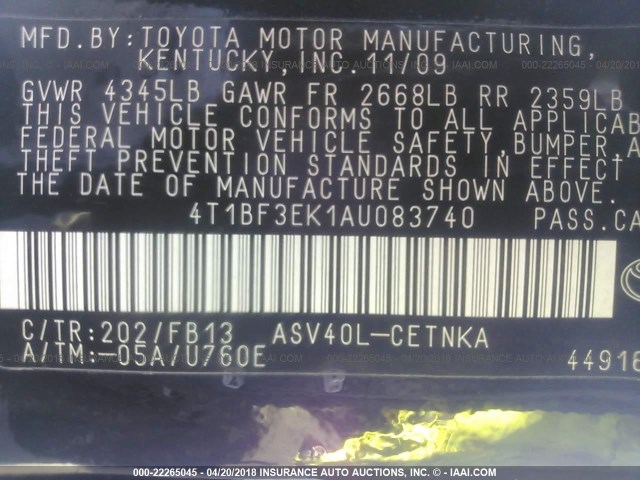 MFD.BY:TOYOTA MOTOR MANUFACTURING,
KENTUCKY,INC. 11/09
GVWR 4345LB GAWR FR 2668LB RR 2359LB
THIS VEHICLE CONFORMS TO ALL APPLICAB
FEDERAL MOTOR VEHICLE SAFETY,BUMPER,A
THEFT PREVENTION STANDARDS IN EFFECT
THE DATE OF MANUFACTURE SHOWN ABOVE.
4T1BF3EK1AU083740 PASS.CA
C/TR:202/FB13 ASV40L-CETNKA
A/TM:-05A/U760E 44916
000-22265045 - 04/20/2018 INSURANCE AUTO AUCTIONS, INC. - IAAI.COM